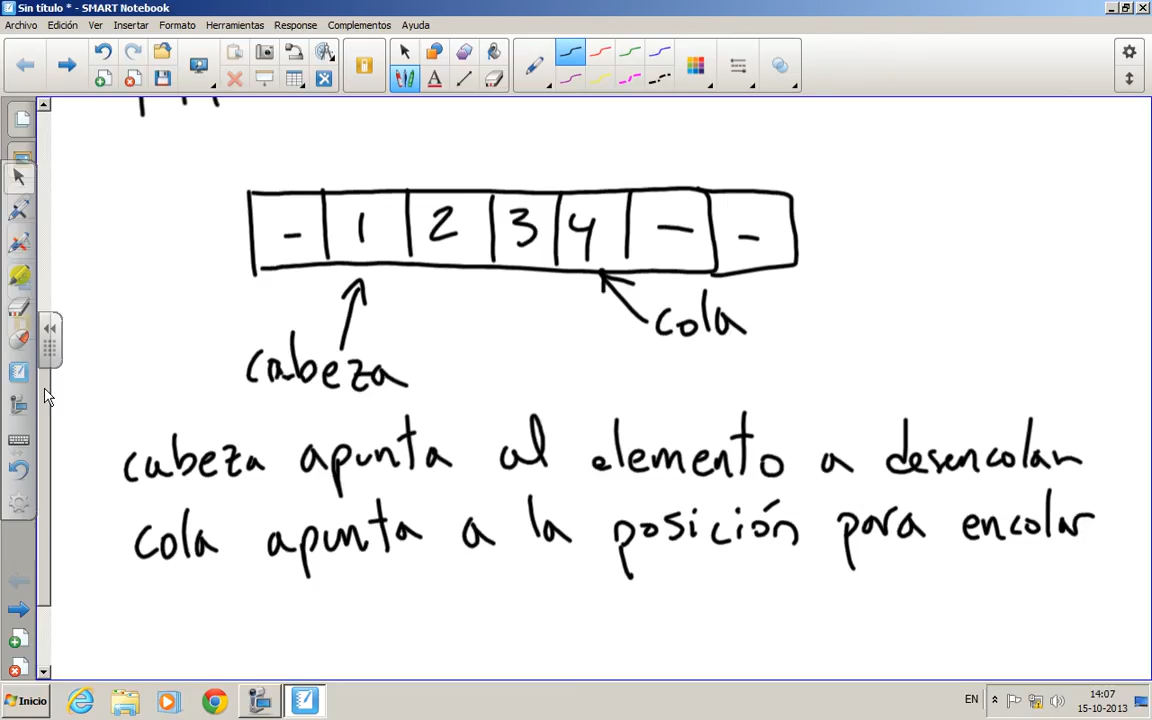 Sin título * - SMART Notebook
Archivo Edición Ver Insertar Formato Herramientas Response Complementos Ayuda
- 1 2 3 4 - -
cola
cabeza
cabeza apunta al elemento a desencolar
cola apunta a la posición para encolar
Inicio
EN
14:07
15-10-2013